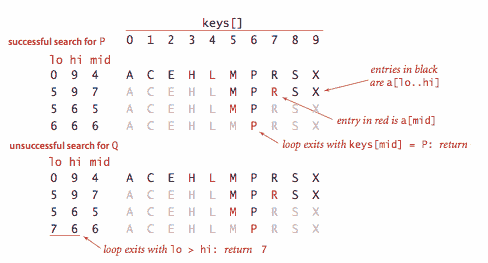 keys[]
successful search for P 0 1 2 3 4 5 6 7 8 9
lo hi mid
0 9 4 A C E H L M P R S X
5 9 7 A C E H L M P R S X
5 6 5 A C E H L M P R S X
6 6 6 A C E H L M P R S X
entries in black
are a[lo..hi]
entry in red is a[mid]
loop exits with keys[mid] = P: return 6
unsuccessful search for Q
lo hi mid
0 9 4 A C E H L M P R S X
5 9 7 A C E H L M P R S X
5 6 5 A C E H L M P R S X
7 6 6 A C E H L M P R S X
loop exits with lo > hi: return 7